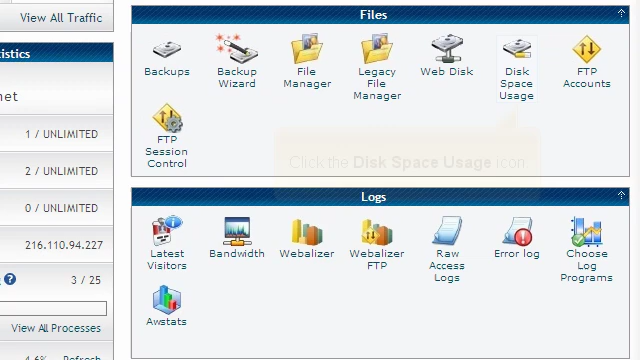 View All Traffic
tistics
net
1 / UNLIMITED
2 / UNLIMITED
0 / UNLIMITED
216.110.94.227
3 / 25
View All Processes
4.6% Refresh
Files
Backups
Backup Wizard
File Manager
Legacy File Manager
Web Disk
Disk Space Usage
FTP Accounts
FTP Session Control
Click the Disk Space Usage icon
Logs
Latest Visitors
Bandwidth
Webalizer
Webalizer FTP
Raw Access Logs
Error log
Choose Log Programs
Awstats